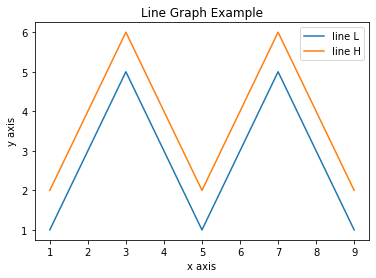 Line Graph Example
line L
line H
6
5
4
3
2
1
y axis
1 2 3 4 5 6 7 8 9
x axis